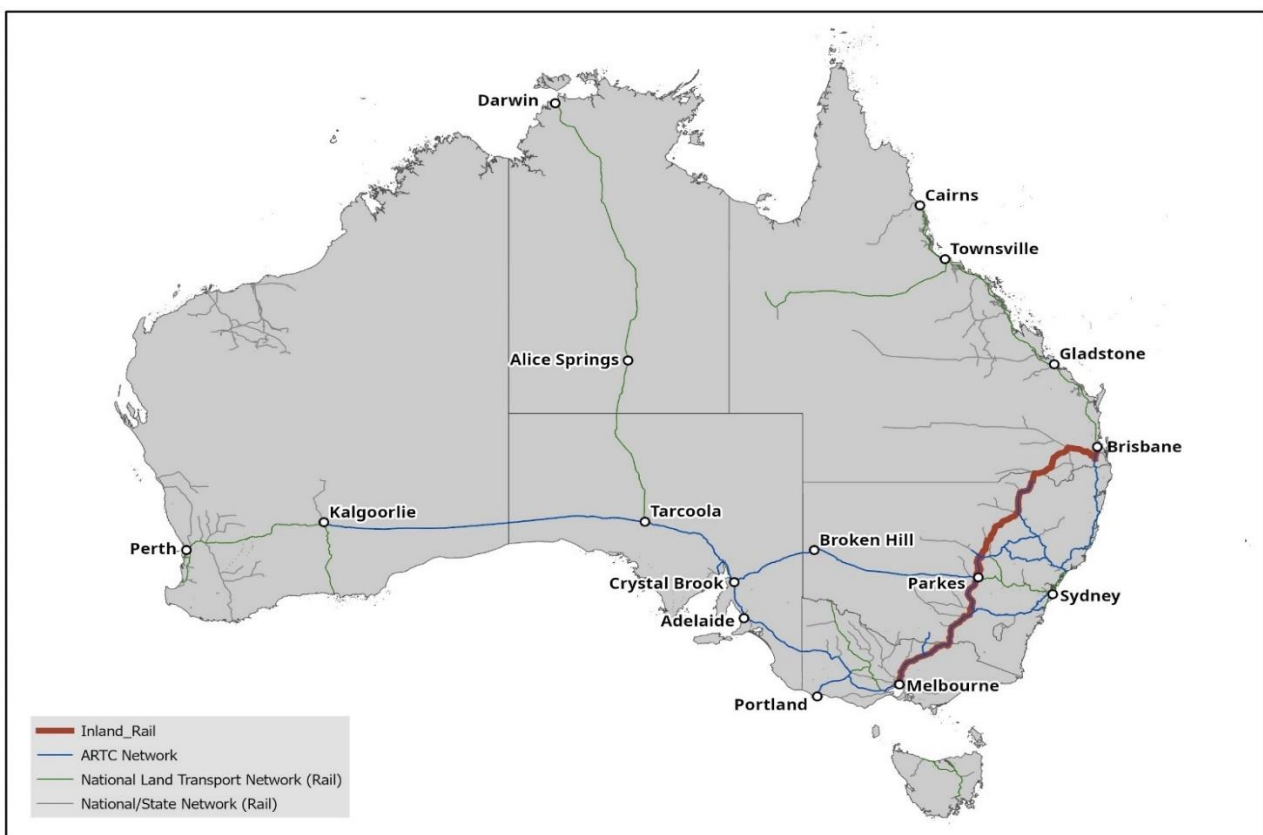 Darwin
Cairns
Townsville
Gladstone
Alice Springs
Brisbane
Kalgoorlie
Tarcoola
Perth
Broken Hill
Crystal Brook
Parkes
Sydney
Adelaide
Melbourne
Portland
Inland_Rail
ARTC Network
National Land Transport Network (Rail)
National/State Network (Rail)